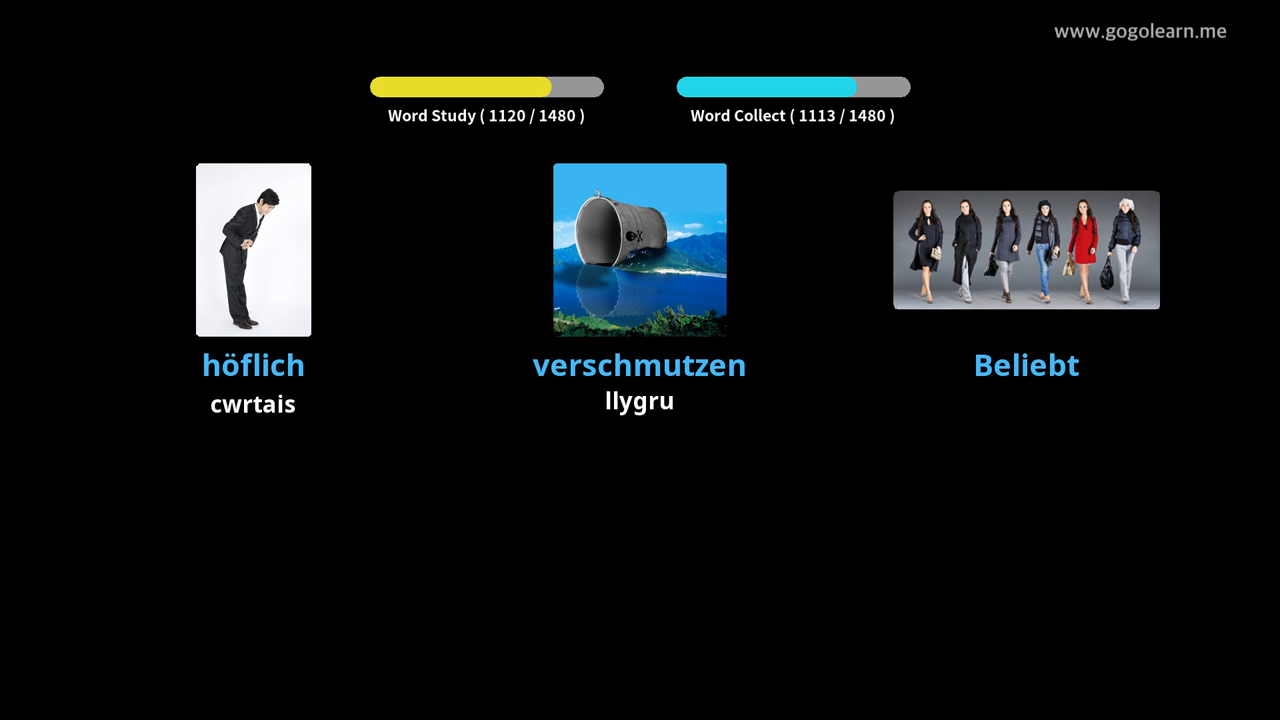 www.gogolearn.me
Word Study ( 1120 / 1480 )
Word Collect ( 1113 / 1480 )
höflich
verschmutzen
Beliebt
cwrtais
llygru